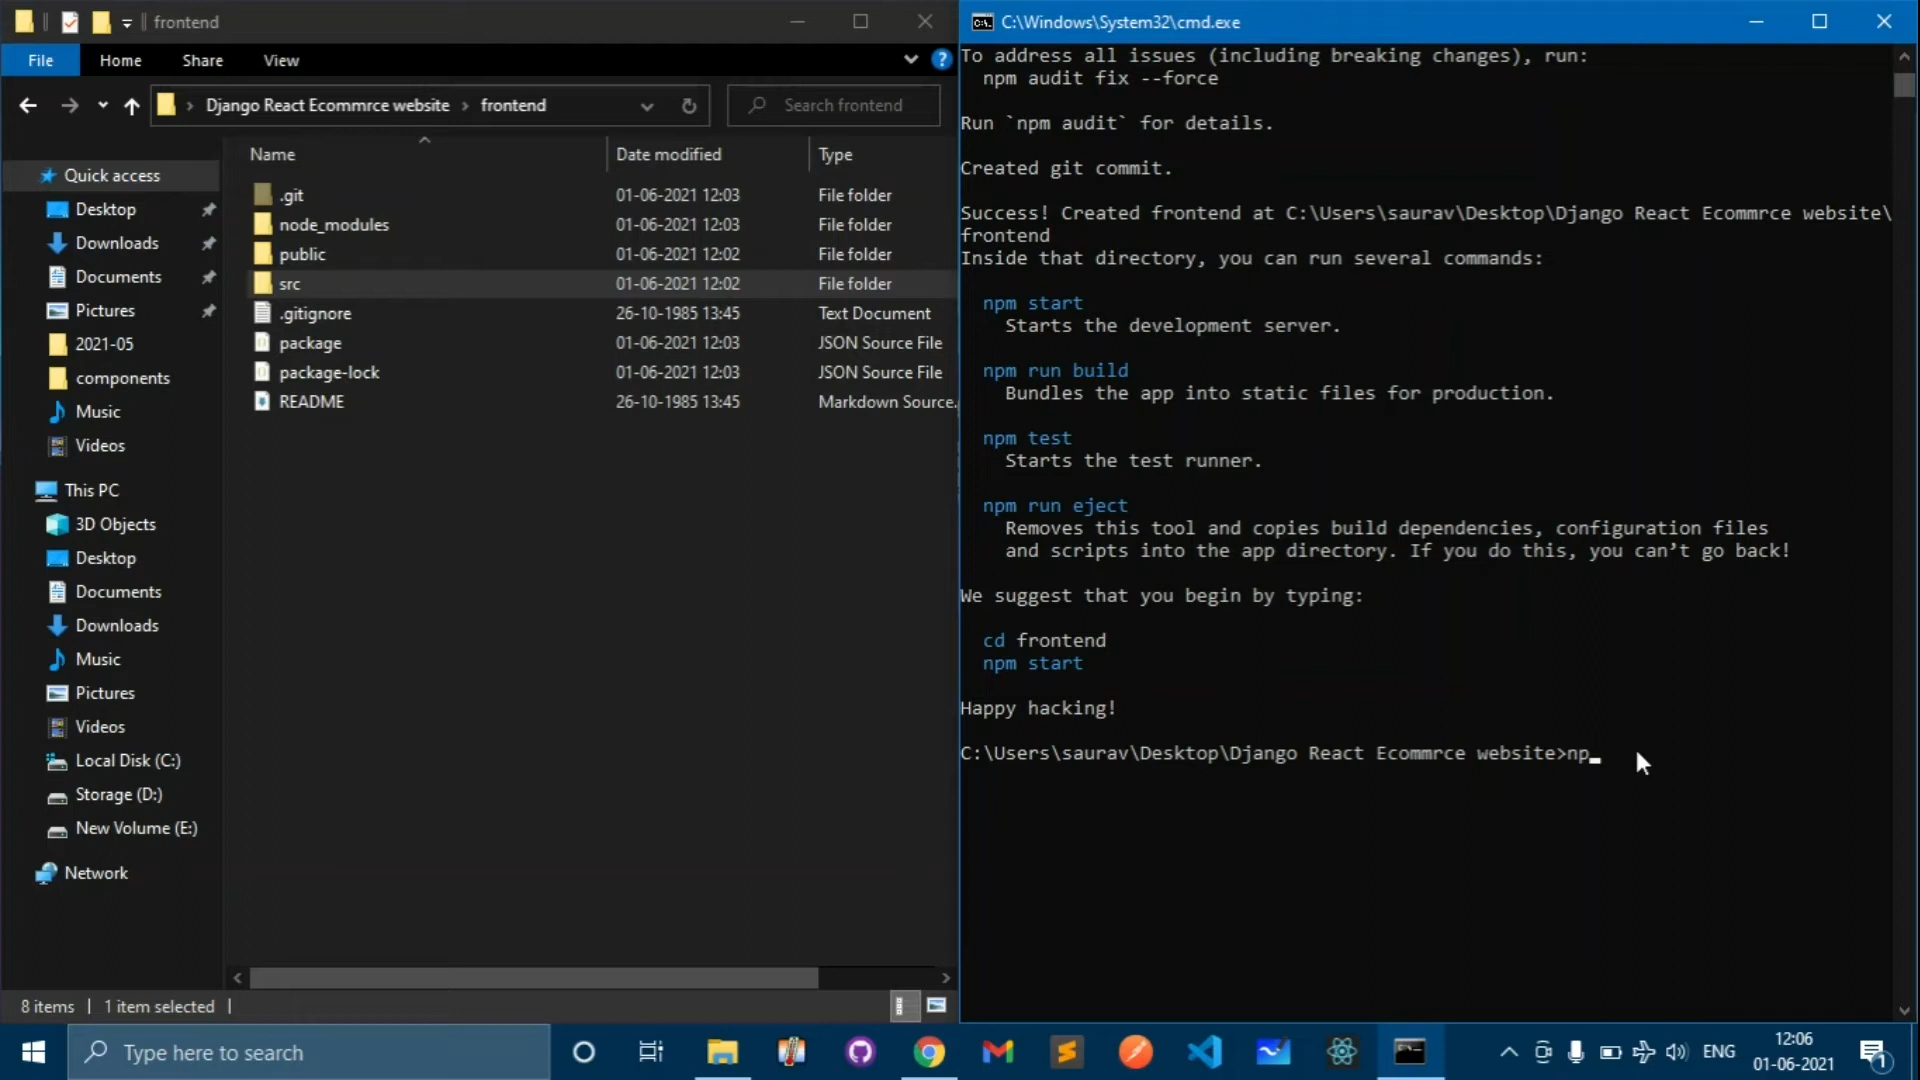 frontend
File Home Share View
Django React Ecommrce website frontend
Search frontend
Name Date modified Type
.git 01-06-2021 12:03 File folder
node_modules 01-06-2021 12:03 File folder
public 01-06-2021 12:02 File folder
src 01-06-2021 12:02 File folder
.gitignore 26-10-1985 13:45 Text Document
package 01-06-2021 12:03 JSON Source File
package-lock 01-06-2021 12:03 JSON Source File
README 26-10-1985 13:45 Markdown Source.
Quick access
Desktop
Downloads
Documents
Pictures
2021-05
components
Music
Videos
This PC
3D Objects
Desktop
Documents
Downloads
Music
Pictures
Videos
Local Disk (C:)
Storage (D:)
New Volume (E:)
Network
8 items 1 item selected
C:\Windows\System32\cmd.exe
To address all issues (including breaking changes), run:
npm audit fix --force
Run `npm audit` for details.
Created git commit.
Success! Created frontend at C:\Users\saurav\Desktop\Django React Ecommrce website\
frontend
Inside that directory, you can run several commands:
npm start
Starts the development server.
npm run build
Bundles the app into static files for production.
npm test
Starts the test runner.
npm run eject
Removes this tool and copies build dependencies, configuration files
and scripts into the app directory. If you do this, you can’t go back!
We suggest that you begin by typing:
cd frontend
npm start
Happy hacking!
C:\Users\saurav\Desktop\Django React Ecommrce website>np
Type here to search
ENG
12:06
01-06-2021
1